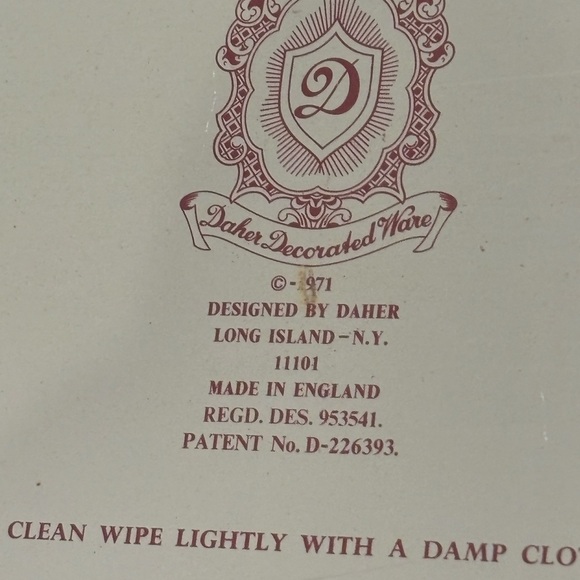 D
Daher Decorated Ware
©-1971
DESIGNED BY DAHER
LONG ISLAND-N.Y.
11101
MADE IN ENGLAND
REGD. DES. 953541.
PATENT No. D-226393.
CLEAN WIPE LIGHTLY WITH A DAMP CLO